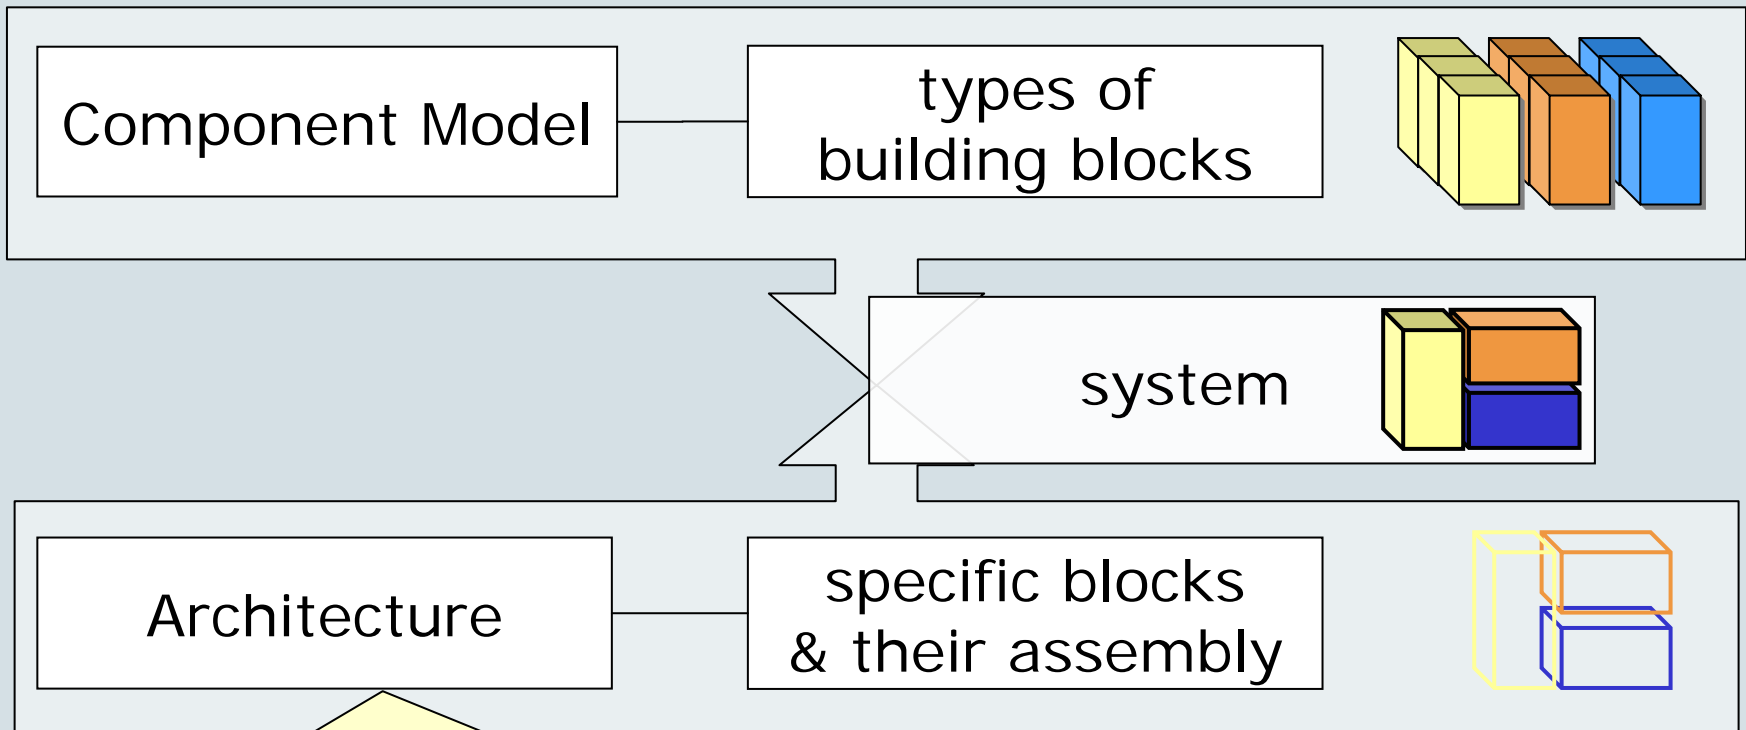 Component Model
types of
building blocks
system
Architecture
specific blocks
& their assembly